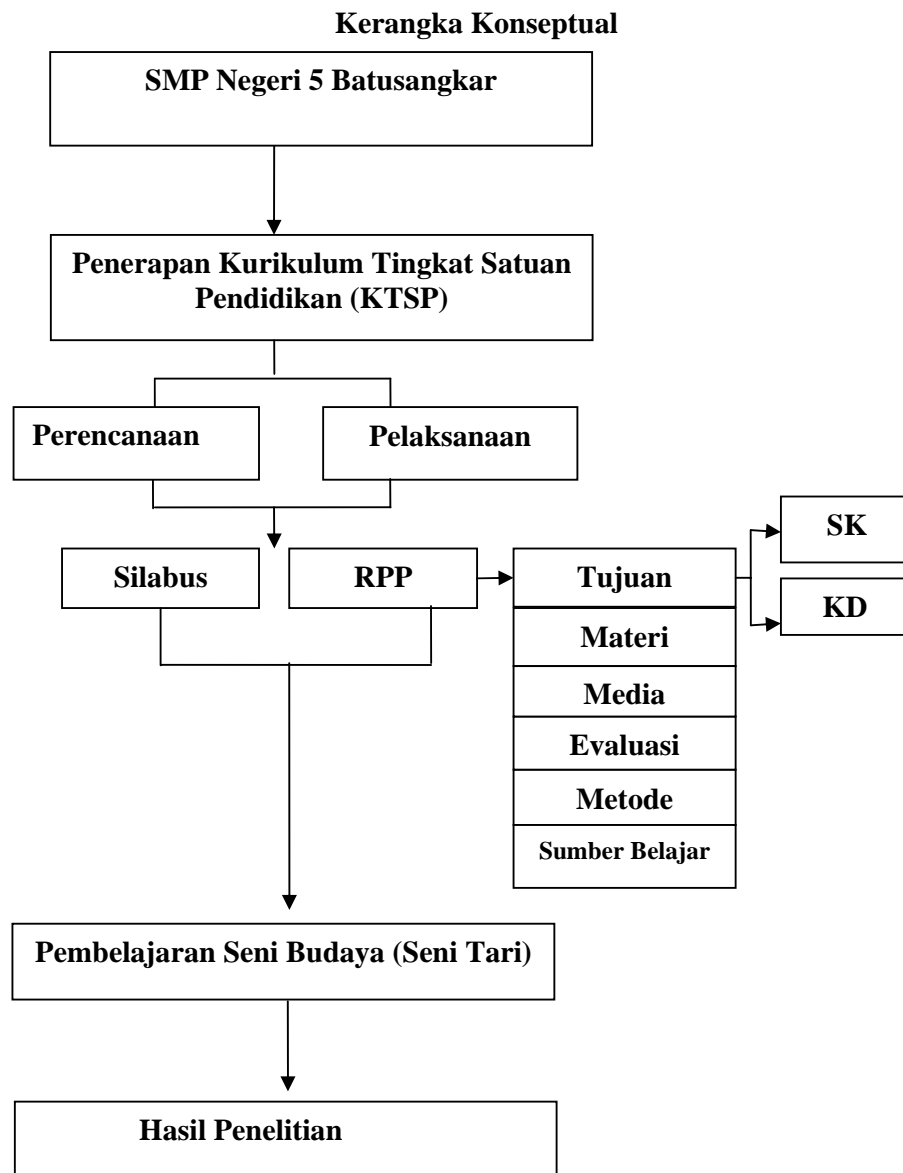 Kerangka Konseptual
SMP Negeri 5 Batusangkar
Penerapan Kurikulum Tingkat Satuan
Pendidikan (KTSP)
Perencanaan
Pelaksanaan
Silabus
RPP
Tujuan
SK
KD
Materi
Media
Evaluasi
Metode
Sumber Belajar
Pembelajaran Seni Budaya (Seni Tari)
Hasil Penelitian